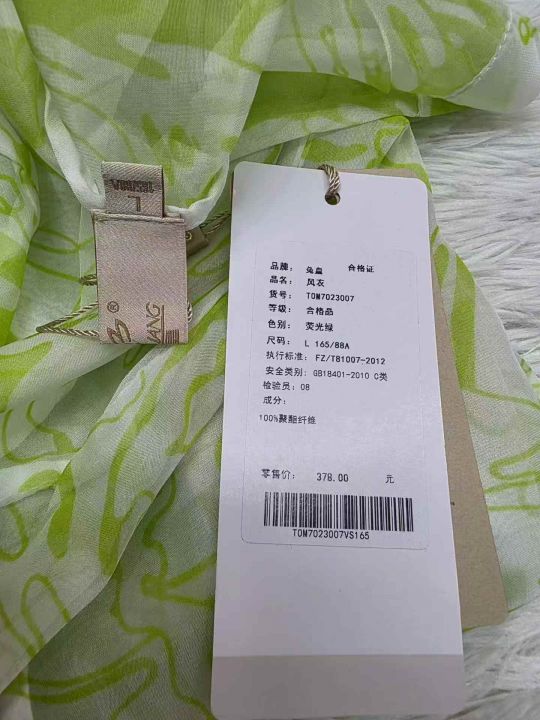 L
165/88A
®
ANG
品牌： 兔皇 合格证
品名： 风衣
货号： TOM7023007
等级： 合格品
色别： 荧光绿
尺码： L 165/88A
执行标准： FZ/T81007-2012
安全类别： GB18401-2010 C类
检验员：08
成分：
100%聚酯纤维
零售价： 378.00 元
TOM7023007VS165